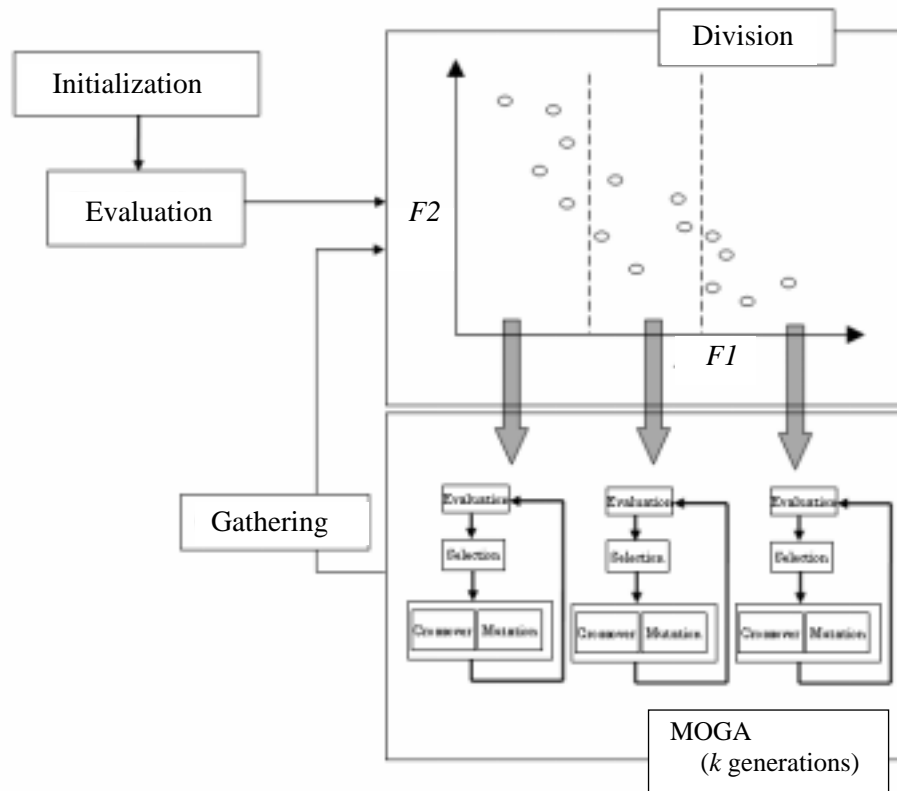 Division
Initialization
Evaluation
F2
F1
Gathering
Evaluation
Selection
Crossover
Mutation
Evaluation
Selection
Crossover
Mutation
Evaluation
Selection
Crossover
Mutation
MOGA
(k generations)